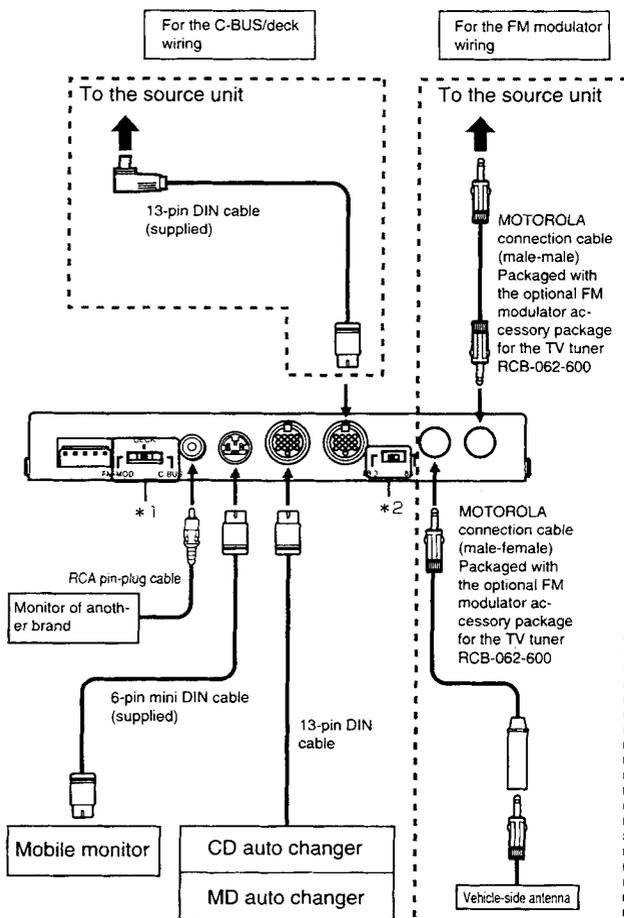 For the C-BUS/deck
wiring
For the FM modulator
wiring
To the source unit
To the source unit
13-pin DIN cable
(supplied)
MOTOROLA
connection cable
(male-male)
Packaged with
the optional FM
modulator ac-
cessory package
for the TV tuner
RCB-062-600
DECK
FM-MOD
C-BUS
*1
*2
MOTOROLA
connection cable
(male-female)
Packaged with
the optional FM
modulator ac-
cessory package
for the TV tuner
RCB-062-600
RCA pin-plug cable
Monitor of anoth-
er brand
6-pin mini DIN cable
(supplied)
13-pin DIN
cable
Mobile monitor
CD auto changer
MD auto changer
Vehicle-side antenna